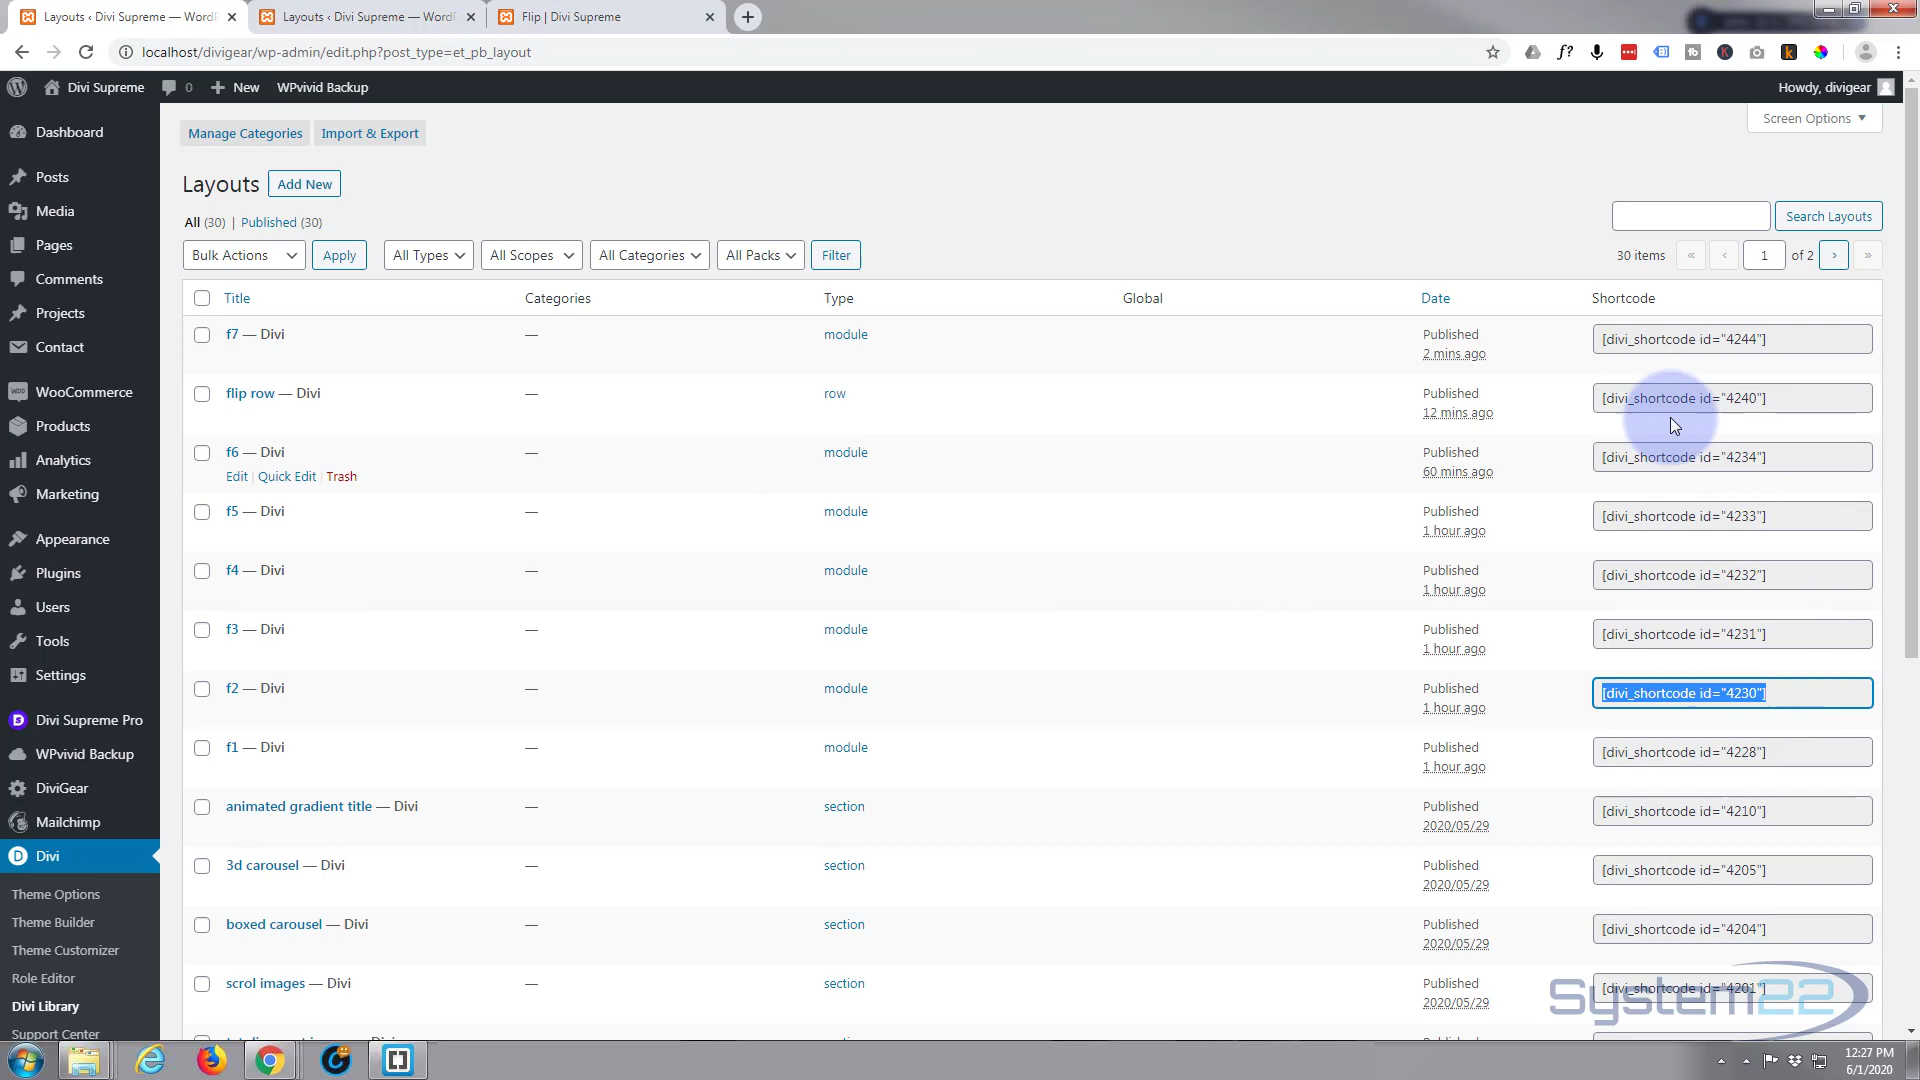 Layouts ‹ Divi Supreme — WordP
Layouts ‹ Divi Supreme — WordP
Flip | Divi Supreme
localhost/divigear/wp-admin/edit.php?post_type=et_pb_layout
Divi Supreme
0
New
WPvivid Backup
Howdy, divigear
Dashboard
Posts
Media
Pages
Comments
Projects
Contact
WooCommerce
Products
Analytics
Marketing
Appearance
Plugins
Users
Tools
Settings
Divi Supreme Pro
WPvivid Backup
DiviGear
Mailchimp
Divi
Theme Options
Theme Builder
Theme Customizer
Role Editor
Divi Library
Support Center
Manage Categories
Import & Export
Screen Options
Layouts
Add New
All (30) | Published (30)
Search Layouts
Bulk Actions
Apply
All Types
All Scopes
All Categories
All Packs
Filter
30 items « ‹ 1 of 2 › »
Title Categories Type Global Date Shortcode
f7 — Divi — module Published [divi_shortcode id="4244"]
2 mins ago
flip row — Divi — row Published [divi_shortcode id="4240"]
12 mins ago
f6 — Divi — module Published [divi_shortcode id="4234"]
Edit | Quick Edit | Trash 60 mins ago
f5 — Divi — module Published [divi_shortcode id="4233"]
1 hour ago
f4 — Divi — module Published [divi_shortcode id="4232"]
1 hour ago
f3 — Divi — module Published [divi_shortcode id="4231"]
1 hour ago
f2 — Divi — module Published [divi_shortcode id="4230"]
1 hour ago
f1 — Divi — module Published [divi_shortcode id="4228"]
1 hour ago
animated gradient title — Divi — section Published [divi_shortcode id="4210"]
2020/05/29
3d carousel — Divi — section Published [divi_shortcode id="4205"]
2020/05/29
boxed carousel — Divi — section Published [divi_shortcode id="4204"]
2020/05/29
scrol images — Divi — section Published [divi_shortcode id="4201"]
2020/05/29
System22
12:27 PM
6/1/2020